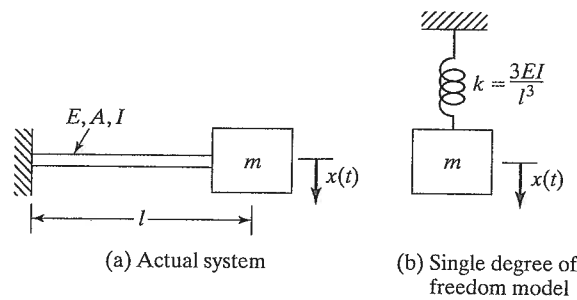 E, A, I
m
x(t)
l
(a) Actual system
k = 3EI/l³
m
x(t)
(b) Single degree of
freedom model